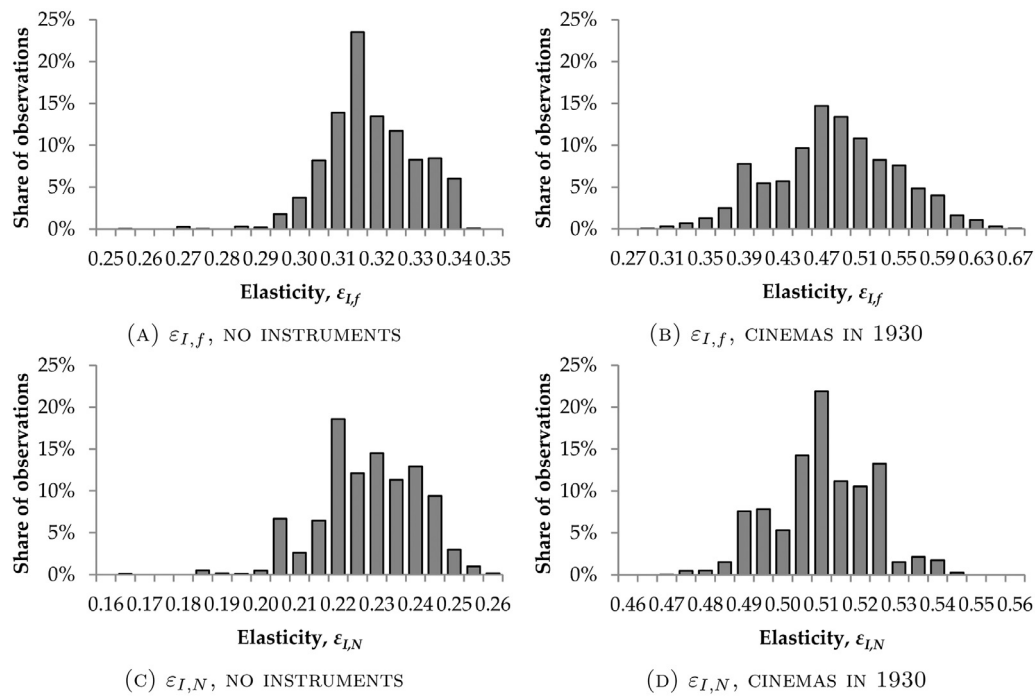 25%
20%
15%
10%
5%
0%
Share of observations
0.25 0.26 0.27 0.28 0.29 0.30 0.31 0.32 0.33 0.34 0.35
Elasticity, εI,f
(A) εI,f, NO INSTRUMENTS
25%
20%
15%
10%
5%
0%
Share of observations
0.27 0.31 0.35 0.39 0.43 0.47 0.51 0.55 0.59 0.63 0.67
Elasticity, εI,f
(B) εI,f, CINEMAS IN 1930
25%
20%
15%
10%
5%
0%
Share of observations
0.16 0.17 0.18 0.19 0.20 0.21 0.22 0.23 0.24 0.25 0.26
Elasticity, εI,N
(C) εI,N, NO INSTRUMENTS
25%
20%
15%
10%
5%
0%
Share of observations
0.46 0.47 0.48 0.49 0.50 0.51 0.52 0.53 0.54 0.55 0.56
Elasticity, εI,N
(D) εI,N, CINEMAS IN 1930